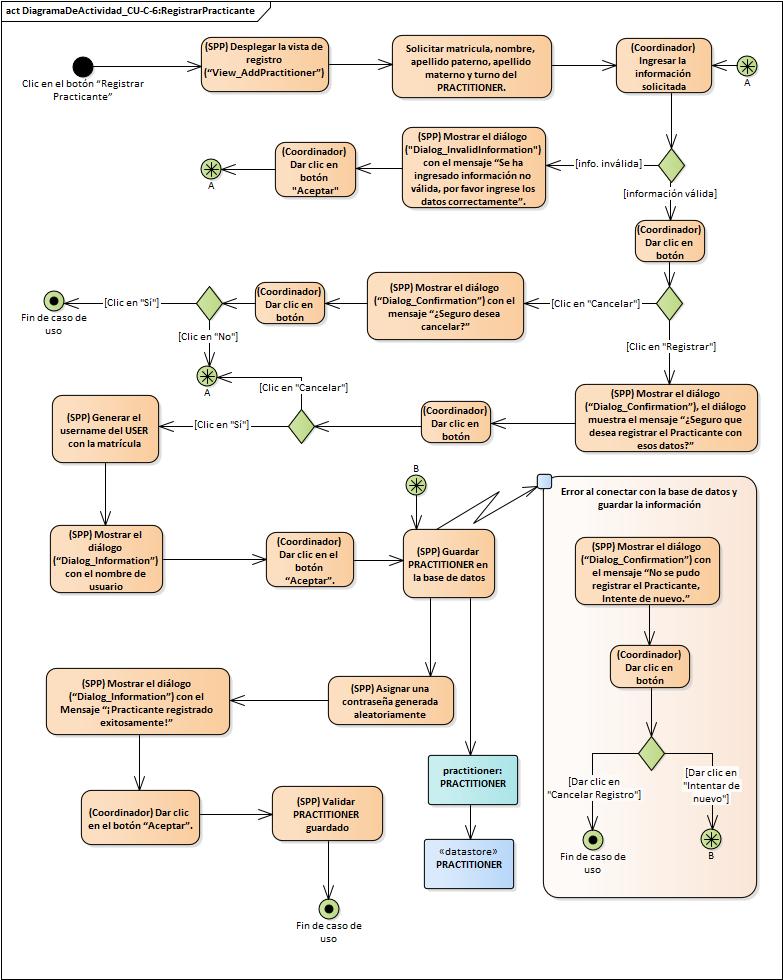 act DiagramaDeActividad_CU-C-6:RegistrarPracticante
Clic en el botón “Registrar
Practicante”
(SPP) Desplegar la vista de
registro
(“View_AddPractitioner”)
Solicitar matricula, nombre,
apellido paterno, apellido
materno y turno del
PRACTITIONER.
(Coordinador)
Ingresar la
información
solicitada
A
[info. inválida]
(SPP) Mostrar el diálogo
("Dialog_InvalidInformation")
con el mensaje “Se ha
ingresado información no
válida, por favor ingrese los
datos correctamente”.
(Coordinador)
Dar clic en
botón
"Aceptar"
A
[información válida]
(Coordinador)
Dar clic en
botón
[Clic en "Cancelar"]
(SPP) Mostrar el diálogo
(“Dialog_Confirmation”) con el
mensaje “¿Seguro desea
cancelar?”
(Coordinador)
Dar clic en
botón
[Clic en "Sí"]
Fin de caso de
uso
[Clic en "No"]
A
[Clic en "Registrar"]
(SPP) Mostrar el diálogo
(“Dialog_Confirmation”), el diálogo
muestra el mensaje “¿Seguro que
desea registrar el Practicante con
esos datos?”
(Coordinador)
Dar clic en
botón
[Clic en "Cancelar"]
[Clic en "Sí"]
(SPP) Generar el
username del USER
con la matrícula
(SPP) Mostrar el
diálogo
(“Dialog_Information”)
con el nombre de
usuario
(Coordinador)
Dar clic en el
botón
“Aceptar”.
B
(SPP) Guardar
PRACTITIONER en
la base de datos
Error al conectar con la base de datos y
guardar la información
(SPP) Mostrar el diálogo
(“Dialog_Confirmation”) con
el mensaje “No se pudo
registrar el Practicante,
Intente de nuevo.”
(Coordinador)
Dar clic en
botón
[Dar clic en
"Cancelar Registro"]
Fin de caso de
uso
[Dar clic en
"Intentar de
nuevo"]
B
(SPP) Asignar una
contraseña generada
aleatoriamente
(SPP) Mostrar el diálogo
(“Dialog_Information”) con el
Mensaje “¡Practicante registrado
exitosamente!”
practitioner:
PRACTITIONER
«datastore»
PRACTITIONER
(Coordinador) Dar clic
en el botón “Aceptar”.
(SPP) Validar
PRACTITIONER
guardado
Fin de caso de
uso